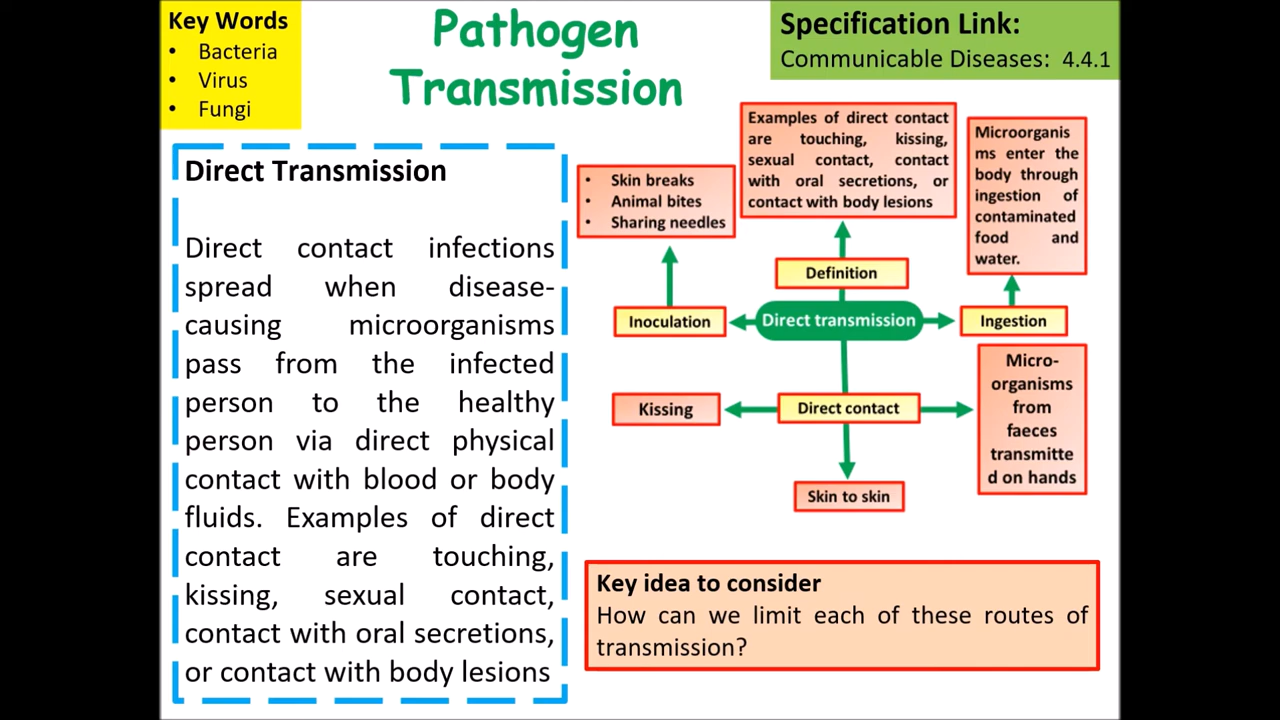 Key Words
• Bacteria
• Virus
• Fungi
Pathogen
Transmission
Specification Link:
Communicable Diseases: 4.4.1
Direct Transmission
Direct contact infections
spread when disease-
causing microorganisms
pass from the infected
person to the healthy
person via direct physical
contact with blood or body
fluids. Examples of direct
contact are touching,
kissing, sexual contact,
contact with oral secretions,
or contact with body lesions
• Skin breaks
• Animal bites
• Sharing needles
Examples of direct contact
are touching, kissing,
sexual contact, contact
with oral secretions, or
contact with body lesions
Microorganis
ms enter the
body through
ingestion of
contaminated
food and
water.
Definition
Inoculation
Direct transmission
Ingestion
Kissing
Direct contact
Micro-
organisms
from
faeces
transmitte
d on hands
Skin to skin
Key idea to consider
How can we limit each of these routes of
transmission?